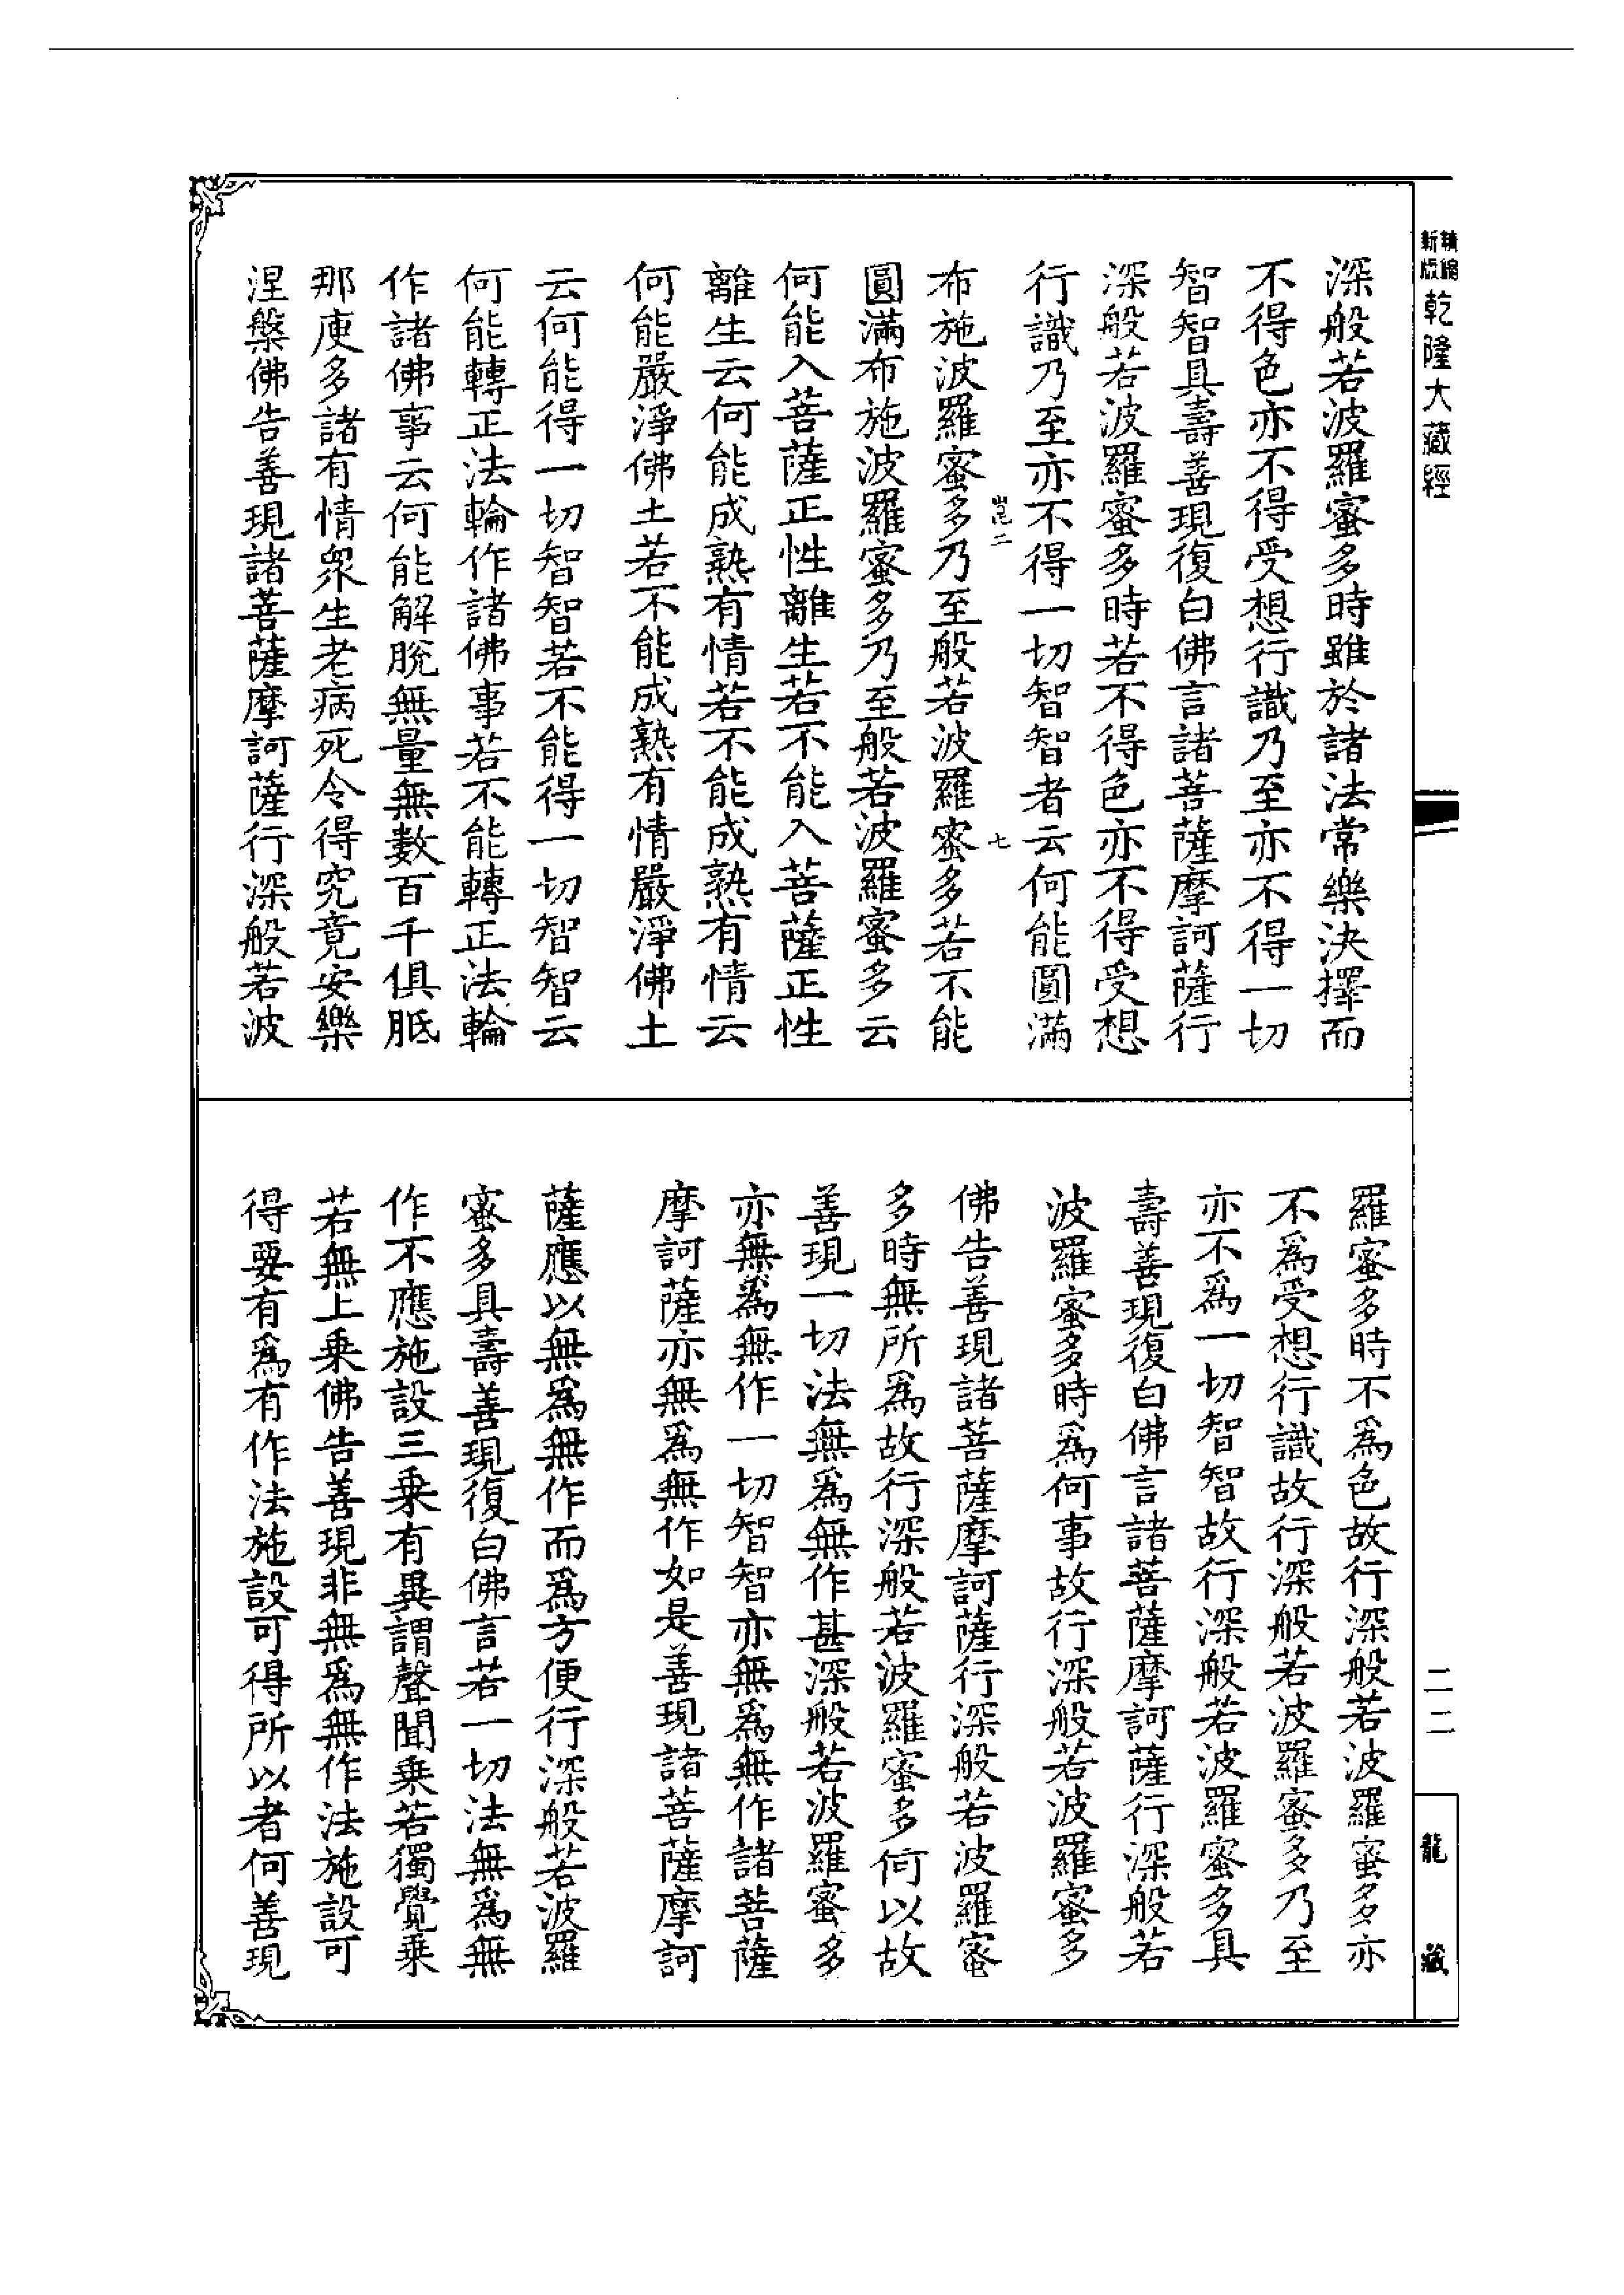 新版精縮乾隆大藏經
深般若波羅蜜多時雖於諸法常樂決擇而
不得色亦不得受想行識乃至亦不得一切
智智具壽善現復白佛言諸菩薩摩訶薩行
深般若波羅蜜多時若不得色亦不得受想
行識乃至亦不得一切智智者云何能圓滿
崑二 七
布施波羅蜜多乃至般若波羅蜜多若不能
圓滿布施波羅蜜多乃至般若波羅蜜多云
何能入菩薩正性離生若不能入菩薩正性
離生云何能成熟有情若不能成熟有情云
何能嚴淨佛土若不能成熟有情嚴淨佛土
云何能得一切智智若不能得一切智智云
何能轉正法輪作諸佛事若不能轉正法輪
作諸佛事云何能解脫無量無數百千俱胝
那庾多諸有情衆生老病死令得究竟安樂
涅槃佛告善現諸菩薩摩訶薩行深般若波
羅蜜多時不爲色故行深般若波羅蜜多亦
不爲受想行識故行深般若波羅蜜多乃至
亦不爲一切智智故行深般若波羅蜜多具
壽善現復白佛言諸菩薩摩訶薩行深般若
波羅蜜多時爲何事故行深般若波羅蜜多
佛告善現諸菩薩摩訶薩行深般若波羅蜜
多時無所爲故行深般若波羅蜜多何以故
善現一切法無爲無作甚深般若波羅蜜多
亦無爲無作一切智智亦無爲無作諸菩薩
摩訶薩亦無爲無作如是善現諸菩薩摩訶
薩應以無爲無作而爲方便行深般若波羅
蜜多具壽善現復白佛言若一切法無爲無
作不應施設三乘有異謂聲聞乘若獨覺乘
若無上乘佛告善現非無爲無作法施設可
得要有爲有作法施設可得所以者何善現
二二
龍藏